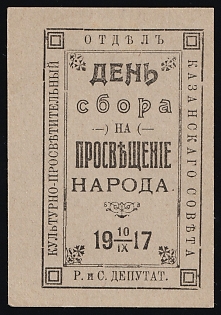 ОТДѢЛЪ
КУЛЬТУРНО-ПРОСВѢТИТЕЛЬНЫЙ
КАЗАНСКАГО СОВѢТА
ДЕНЬ
сбора
НА
ПРОСВѢЩЕНІЕ
НАРОДА
19 10/IX 17
Р. и С. ДЕПУТАТ.